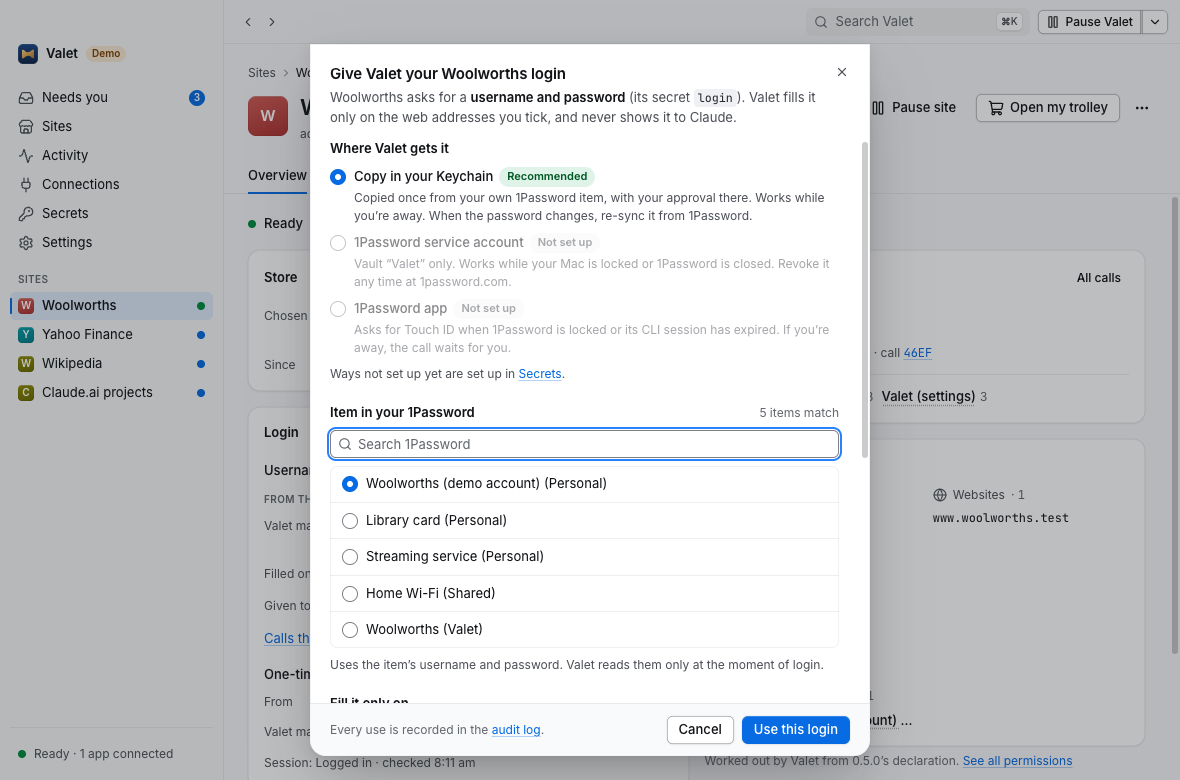 Valet Demo
Search Valet ⌘K
Pause Valet
Needs you 3
Sites
Activity
Connections
Secrets
Settings
SITES
W Woolworths
Y Yahoo Finance
W Wikipedia
C Claude.ai projects
Ready · 1 app connected
Sites
W
Pause site
Open my trolley
Overview
Ready
Store
Chosen
Since
All calls
· call 46EF
Valet (settings) 3
Login
FROM TH
Filled on
Given to
Calls th
From
Session: Logged in · checked 8:11 am
Websites · 1
www.woolworths.test
Worked out by Valet from 0.5.0’s declaration. See all permissions
Give Valet your Woolworths login
Woolworths asks for a username and password (its secret login). Valet fills it
only on the web addresses you tick, and never shows it to Claude.
Where Valet gets it
Copy in your Keychain Recommended
Copied once from your own 1Password item, with your approval there. Works while
you’re away. When the password changes, re-sync it from 1Password.
1Password service account Not set up
Vault “Valet” only. Works while your Mac is locked or 1Password is closed. Revoke it
any time at 1password.com.
1Password app Not set up
Asks for Touch ID when 1Password is locked or its CLI session has expired. If you’re
away, the call waits for you.
Ways not set up yet are set up in Secrets.
Item in your 1Password 5 items match
Search 1Password
Woolworths (demo account) (Personal)
Library card (Personal)
Streaming service (Personal)
Home Wi-Fi (Shared)
Woolworths (Valet)
Uses the item’s username and password. Valet reads them only at the moment of login.
Fill it only on
Every use is recorded in the audit log.
Cancel
Use this login